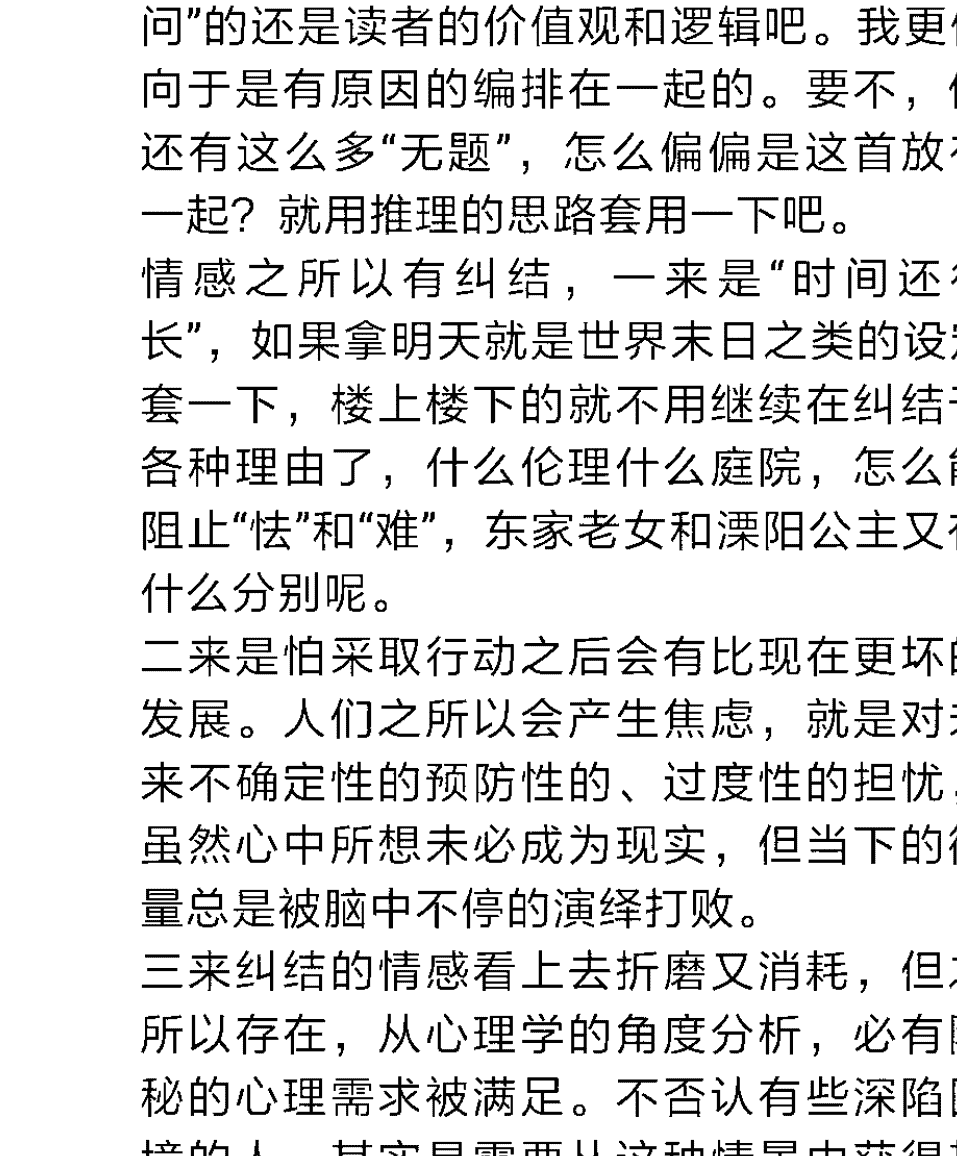 问”的还是读者的价值观和逻辑吧。我更
向于是有原因的编排在一起的。要不，
还有这么多“无题”，怎么偏偏是这首放
一起？就用推理的思路套用一下吧。
情感之所以有纠结，一来是“时间还
长”，如果拿明天就是世界末日之类的设
套一下，楼上楼下的就不用继续在纠结
各种理由了，什么伦理什么庭院，怎么
阻止“怯”和“难”，东家老女和溧阳公主又
什么分别呢。
二来是怕采取行动之后会有比现在更坏
发展。人们之所以会产生焦虑，就是对
来不确定性的预防性的、过度性的担忧，
虽然心中所想未必成为现实，但当下的
量总是被脑中不停的演绎打败。
三来纠结的情感看上去折磨又消耗，但
所以存在，从心理学的角度分析，必有
秘的心理需求被满足。不否认有些深陷